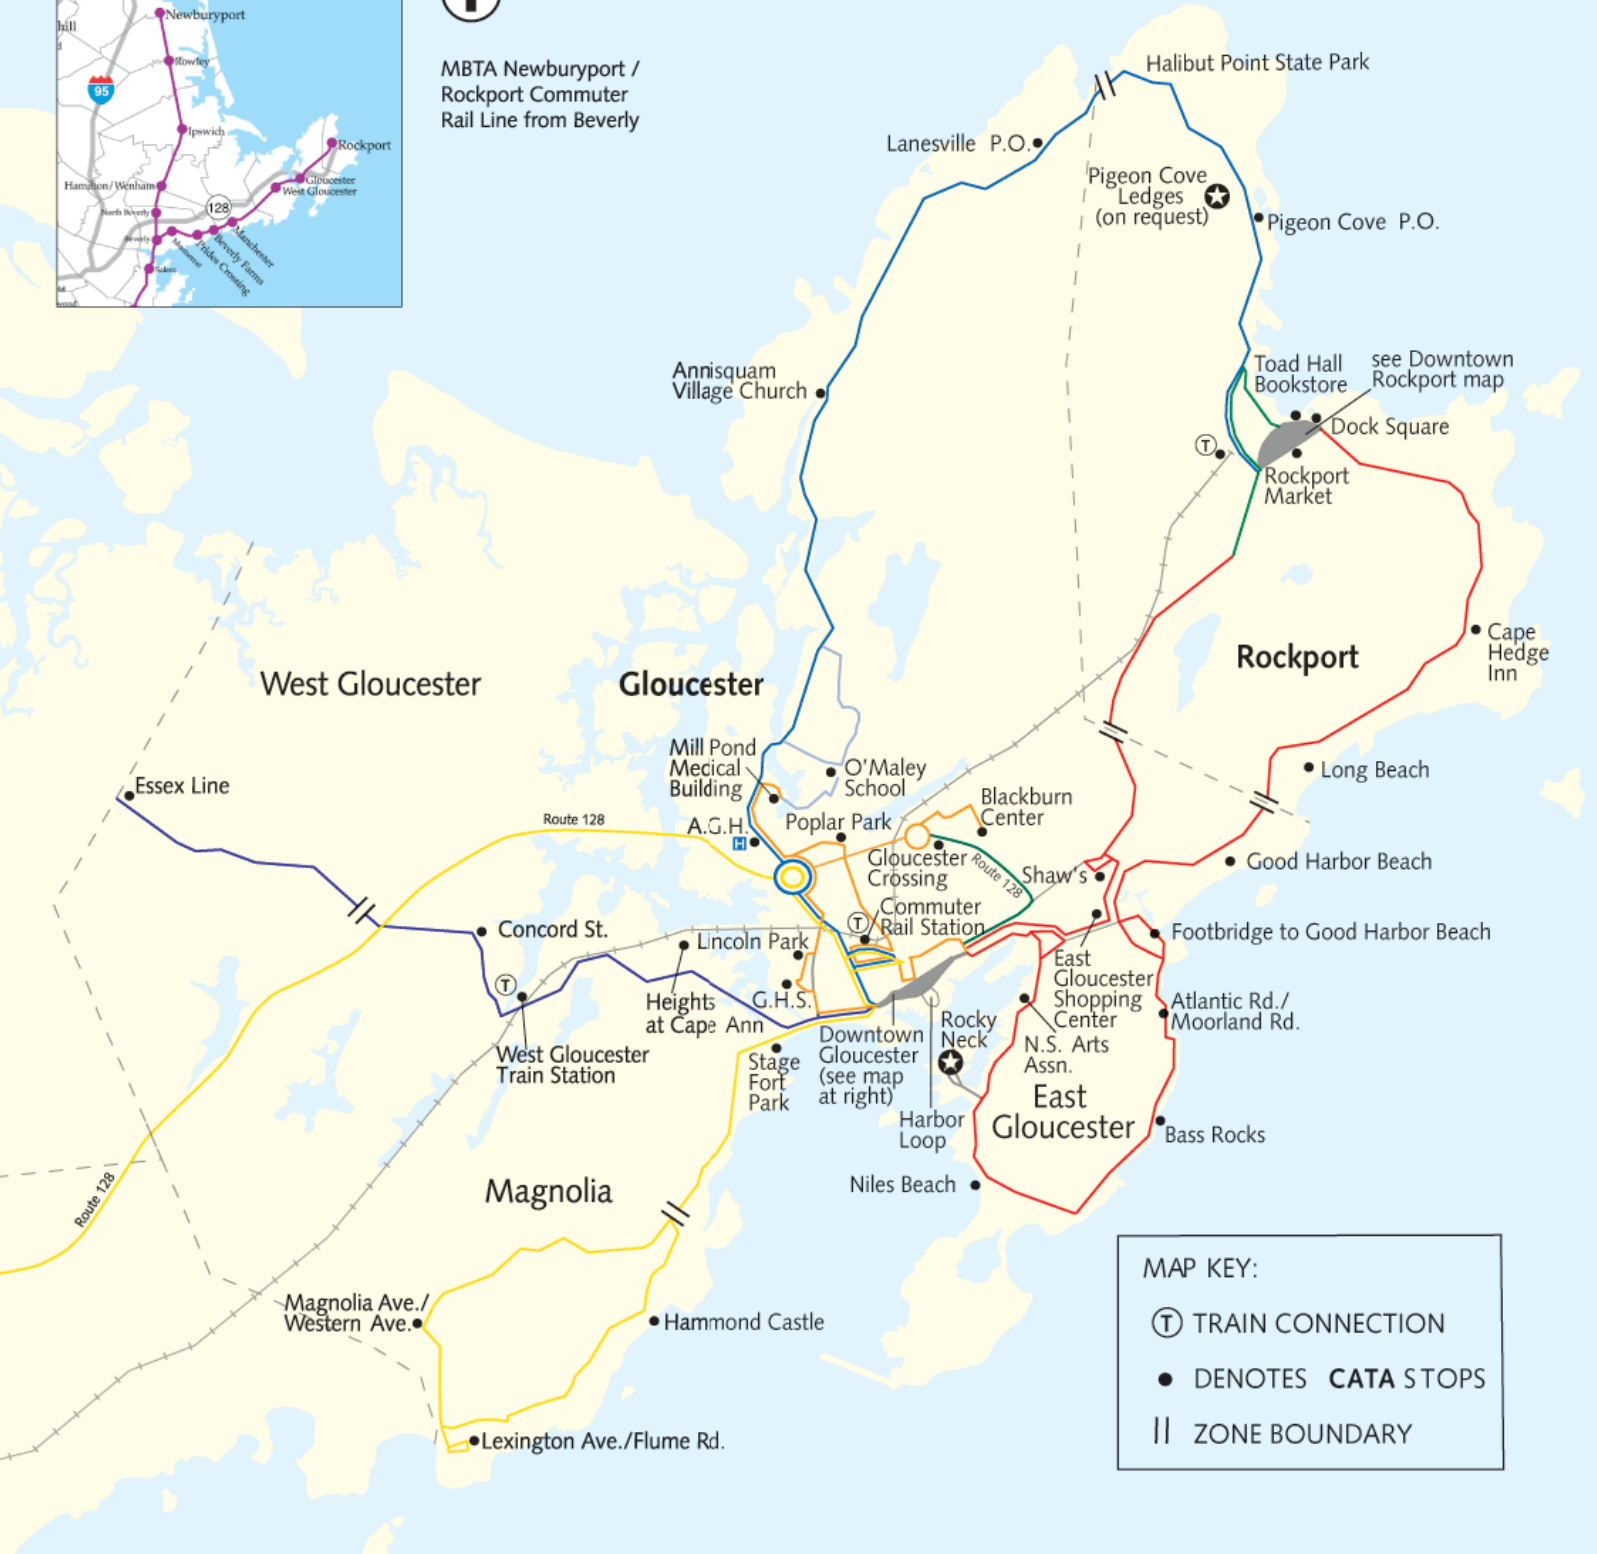 Newburyport
hill
Rowley
95
Ipswich
Rockport
Gloucester
West Gloucester
Hamilton/Wenham
128
North Beverly
Manchester
Beverly
Montserrat
Prides Crossing
Beverly Farms
Salem
MBTA Newburyport /
Rockport Commuter
Rail Line from Beverly
Halibut Point State Park
Lanesville P.O.
Pigeon Cove
Ledges
(on request)
Pigeon Cove P.O.
Toad Hall
Bookstore
see Downtown
Rockport map
Annisquam
Village Church
Dock Square
T
Rockport
Market
Rockport
Cape
Hedge
Inn
West Gloucester
Gloucester
Mill Pond
Medical
Building
O'Maley
School
Long Beach
Essex Line
Route 128
Blackburn
Center
A.G.H.
H
Poplar Park
Gloucester
Crossing
Route 128
Shaw's
Good Harbor Beach
Concord St.
T
Commuter
Rail Station
Lincoln Park
Footbridge to Good Harbor Beach
East
Gloucester
Shopping
Center
T
Heights
at Cape Ann
G.H.S.
Atlantic Rd./
Moorland Rd.
Rocky
Neck
N.S. Arts
Assn.
West Gloucester
Train Station
Stage
Fort
Park
Downtown
Gloucester
(see map
at right)
East
Gloucester
Harbor
Loop
Bass Rocks
Niles Beach
Magnolia
Route 128
Magnolia Ave./
Western Ave.
Hammond Castle
Lexington Ave./Flume Rd.
MAP KEY:
T TRAIN CONNECTION
DENOTES CATA STOPS
ZONE BOUNDARY